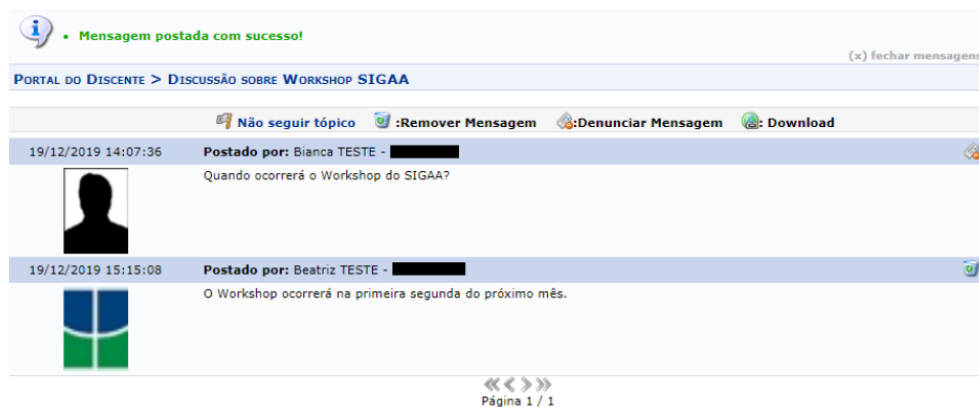 Mensagem postada com sucesso!
(x) fechar mensagens
PORTAL DO DISCENTE > DISCUSSÃO SOBRE WORKSHOP SIGAA
Não seguir tópico :Remover Mensagem :Denunciar Mensagem : Download
19/12/2019 14:07:36 Postado por: Bianca TESTE -
Quando ocorrerá o Workshop do SIGAA?
19/12/2019 15:15:08 Postado por: Beatriz TESTE -
O Workshop ocorrerá na primeira segunda do próximo mês.
Página 1 / 1